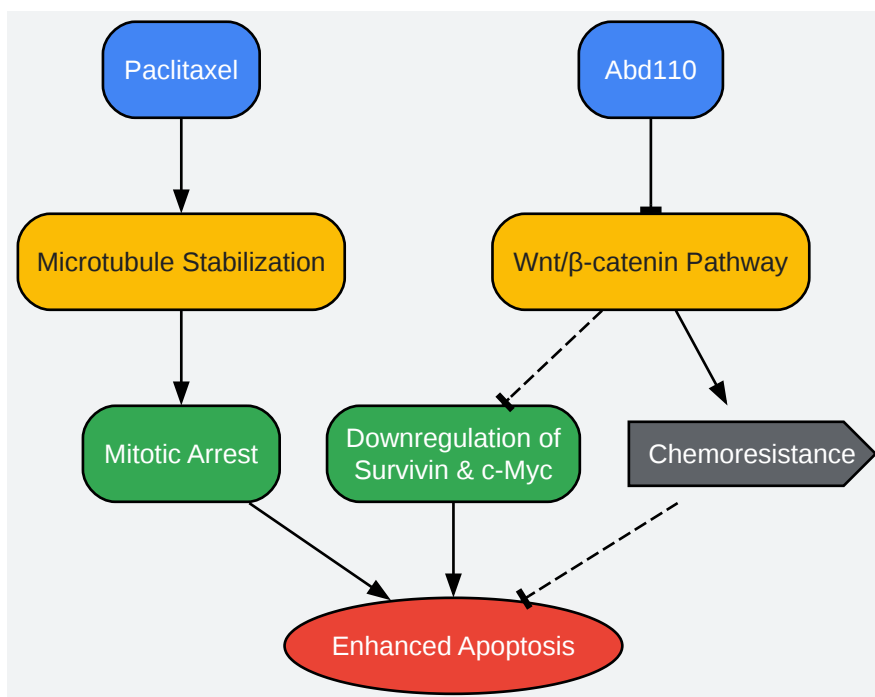 Paclitaxel
Abd110
Microtubule Stabilization
Wnt/β-catenin Pathway
Mitotic Arrest
Downregulation of
Survivin & c-Myc
Chemoresistance
Enhanced Apoptosis